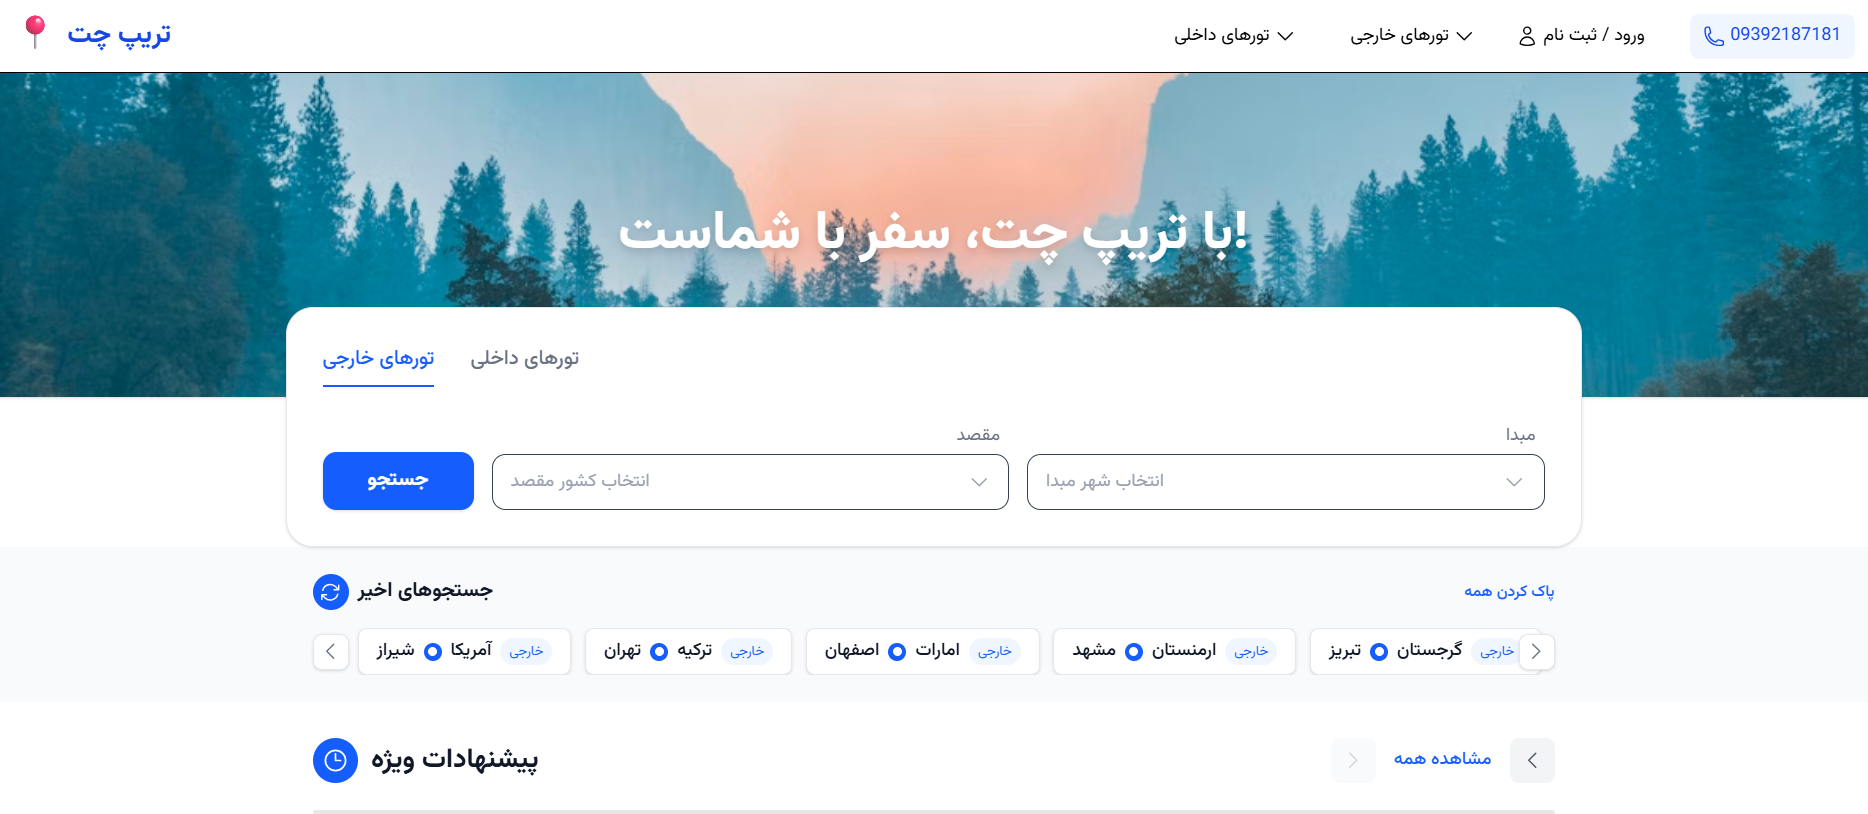 تریپ چت
تورهای داخلی
تورهای خارجی
ورود / ثبت نام
09392187181
با تریپ چت، سفر با شماست!
تورهای خارجی
تورهای داخلی
مبدا
انتخاب شهر مبدا
مقصد
انتخاب کشور مقصد
جستجو
جستجوهای اخیر
پاک کردن همه
شیراز آمریکا خارجی
تهران ترکیه خارجی
اصفهان امارات خارجی
مشهد ارمنستان خارجی
تبریز گرجستان خارجی
پیشنهادات ویژه
مشاهده همه